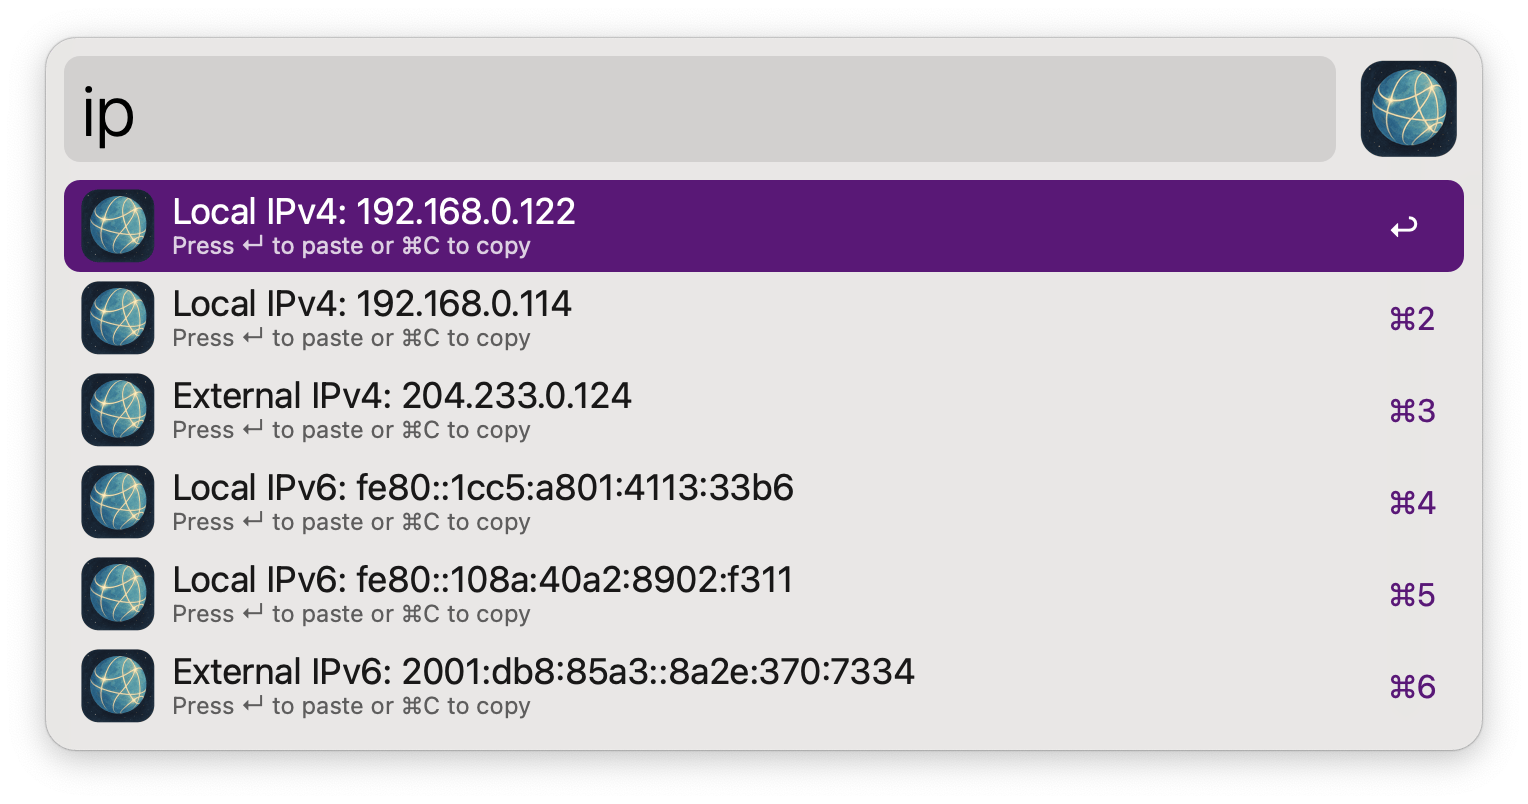 ip
Local IPv4: 192.168.0.122
Press ↵ to paste or ⌘C to copy
↩
Local IPv4: 192.168.0.114
Press ↵ to paste or ⌘C to copy
⌘2
External IPv4: 204.233.0.124
Press ↵ to paste or ⌘C to copy
⌘3
Local IPv6: fe80::1cc5:a801:4113:33b6
Press ↵ to paste or ⌘C to copy
⌘4
Local IPv6: fe80::108a:40a2:8902:f311
Press ↵ to paste or ⌘C to copy
⌘5
External IPv6: 2001:db8:85a3::8a2e:370:7334
Press ↵ to paste or ⌘C to copy
⌘6